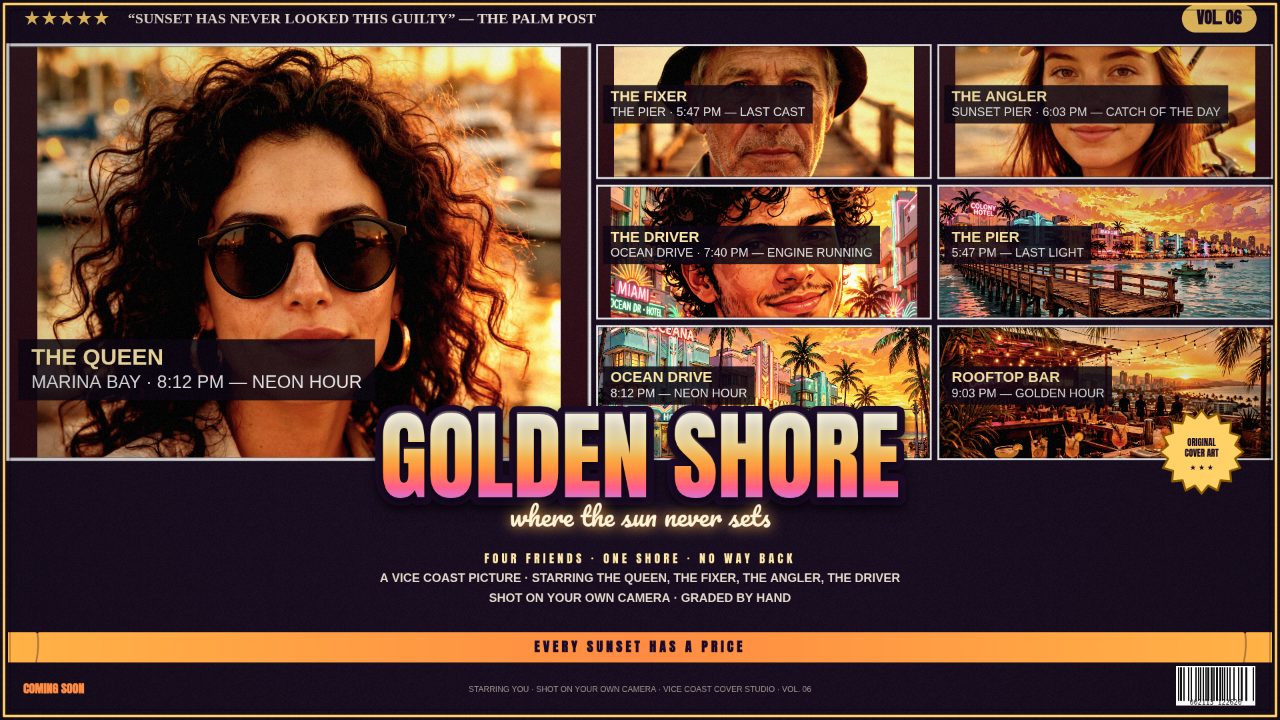 ★★★★★ “SUNSET HAS NEVER LOOKED THIS GUILTY” — THE PALM POST
VOL. 06
THE QUEEN
MARINA BAY · 8:12 PM — NEON HOUR
THE FIXER
THE PIER · 5:47 PM — LAST CAST
THE ANGLER
SUNSET PIER · 6:03 PM — CATCH OF THE DAY
THE DRIVER
OCEAN DRIVE · 7:40 PM — ENGINE RUNNING
MIAMI
OCEAN DR · HOTEL
COLONY
HOTEL
THE PIER
5:47 PM — LAST LIGHT
OCEANA
OCEAN DRIVE
8:12 PM — NEON HOUR
ROOFTOP BAR
9:03 PM — GOLDEN HOUR
ORIGINAL
COVER ART
★ ★ ★
GOLDEN SHORE
where the sun never sets
FOUR FRIENDS · ONE SHORE · NO WAY BACK
A VICE COAST PICTURE · STARRING THE QUEEN, THE FIXER, THE ANGLER, THE DRIVER
SHOT ON YOUR OWN CAMERA · GRADED BY HAND
EVERY SUNSET HAS A PRICE
COMING SOON
STARRING YOU · SHOT ON YOUR OWN CAMERA · VICE COAST COVER STUDIO · VOL. 06